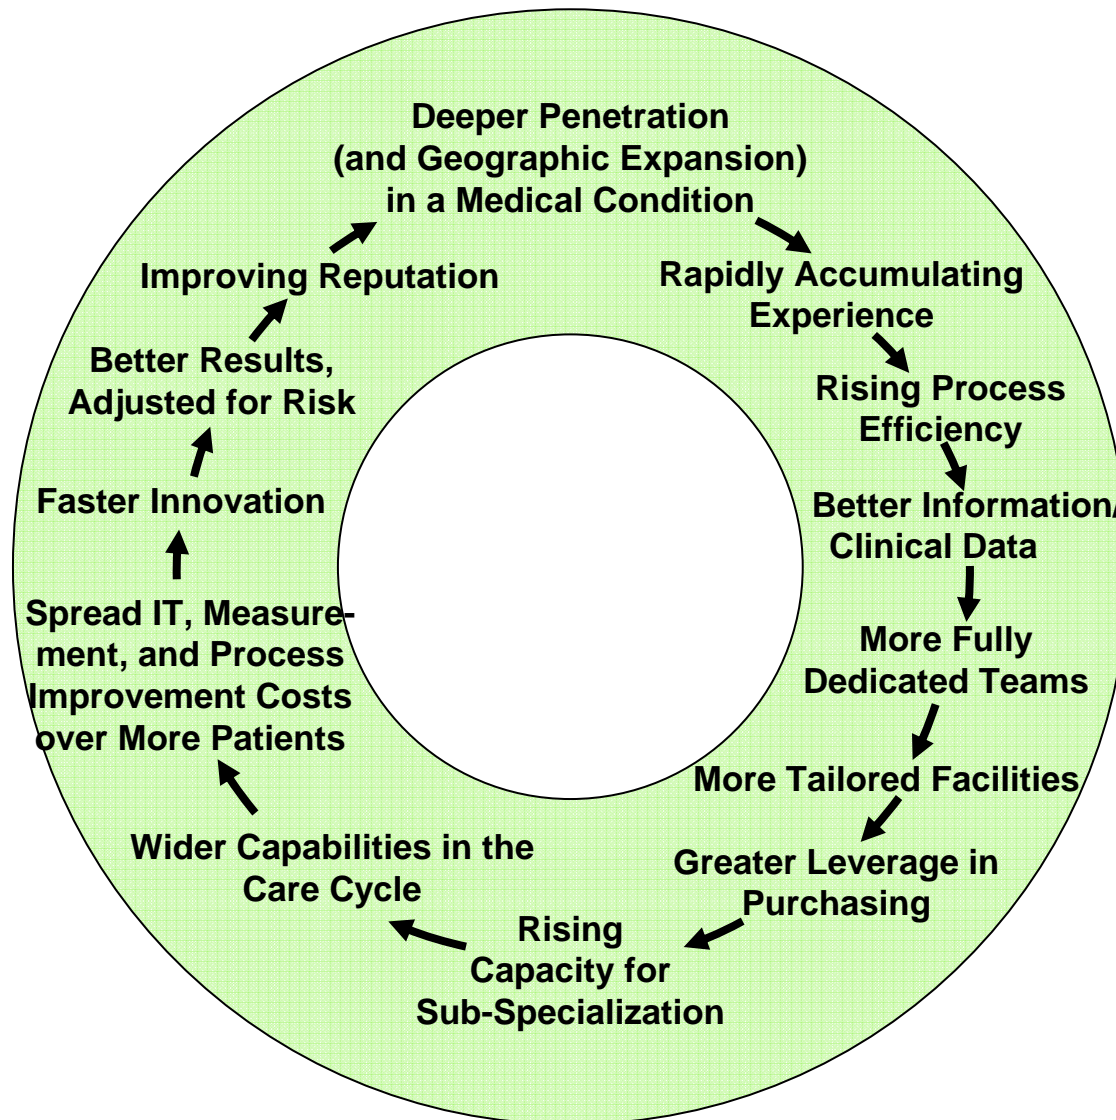 Deeper Penetration
(and Geographic Expansion)
in a Medical Condition
Rapidly Accumulating
Experience
Rising Process
Efficiency
Better Information/
Clinical Data
More Fully
Dedicated Teams
More Tailored Facilities
Greater Leverage in
Purchasing
Rising
Capacity for
Sub-Specialization
Wider Capabilities in the
Care Cycle
Spread IT, Measure-
ment, and Process
Improvement Costs
over More Patients
Faster Innovation
Better Results,
Adjusted for Risk
Improving Reputation